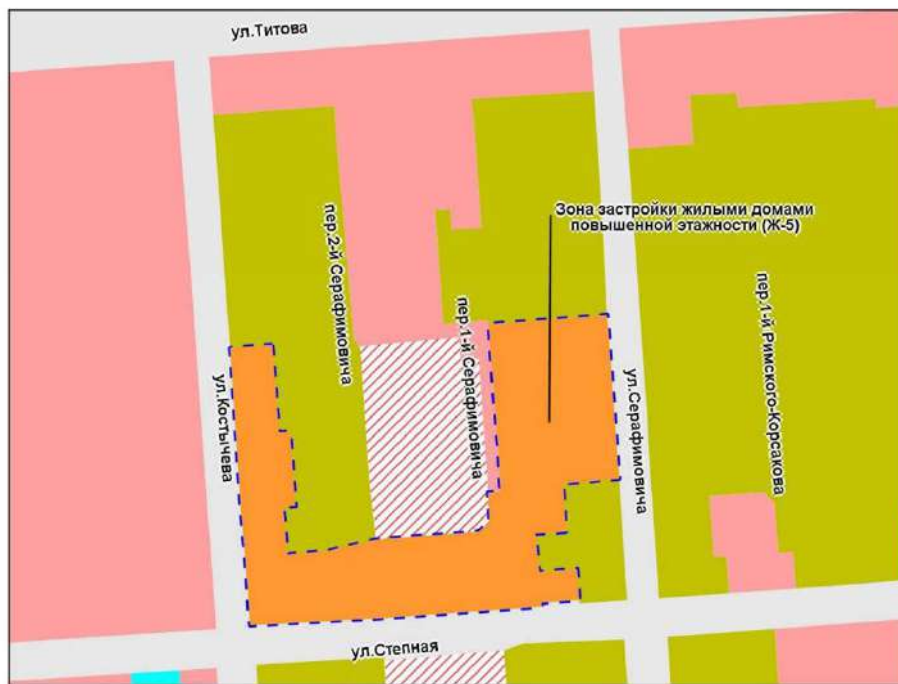 ул.Титова
Зона застройки жилыми домами
повышенной этажности (Ж-5)
пер.2-й Серафимовича
пер.1-й Серафимовича
пер.1-й Римского-Корсакова
ул.Костычева
ул.Серафимовича
ул.Степная